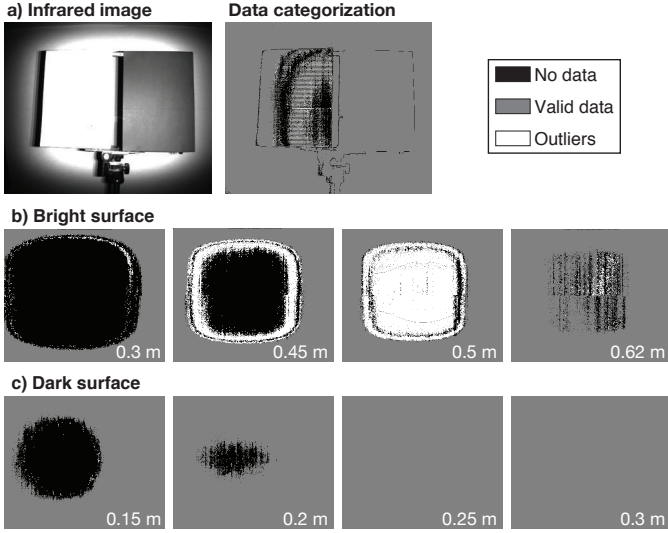 a) Infrared image
Data categorization
No data
Valid data
Outliers
b) Bright surface
0.3 m
0.45 m
0.5 m
0.62 m
c) Dark surface
0.15 m
0.2 m
0.25 m
0.3 m